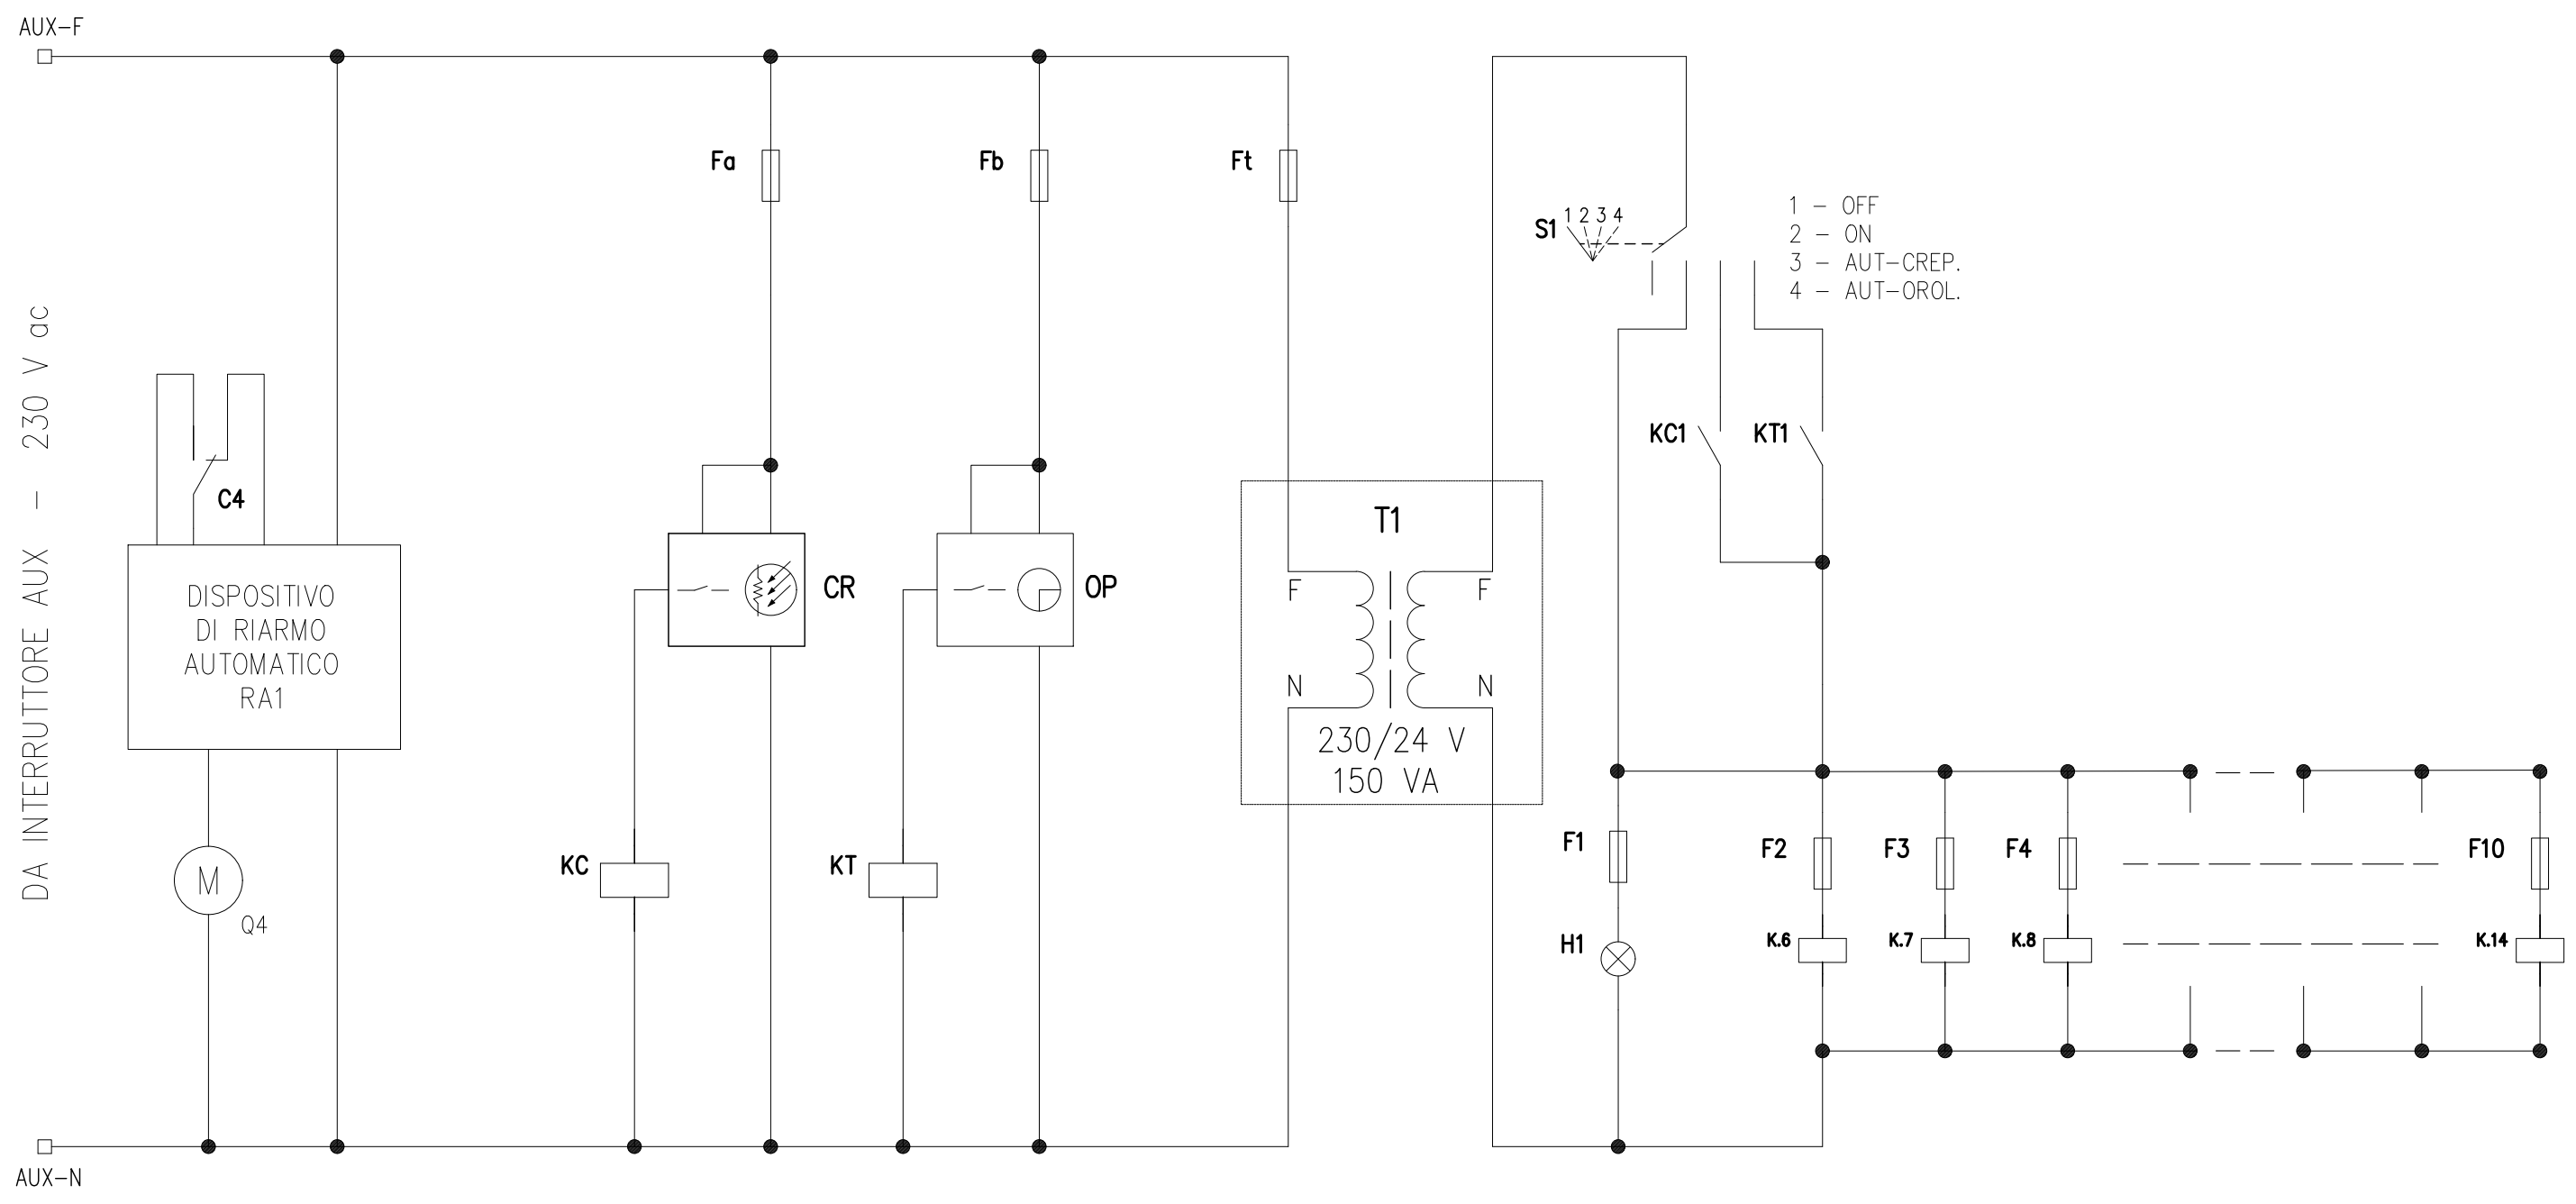 AUX-F
Fa
Fb
Ft
S1
1 2 3 4
1 - OFF
2 - ON
3 - AUT-CREP.
4 - AUT-OROL.
DA INTERRUTTORE AUX - 230 V ac
KC1
KT1
C4
T1
DISPOSITIVO
DI RIARMO
AUTOMATICO
RA1
CR
OP
F
F
N
N
230/24 V
150 VA
F1
F2
F3
F4
F10
KC
KT
M
Q4
H1
K.6
K.7
K.8
K.14
AUX-N